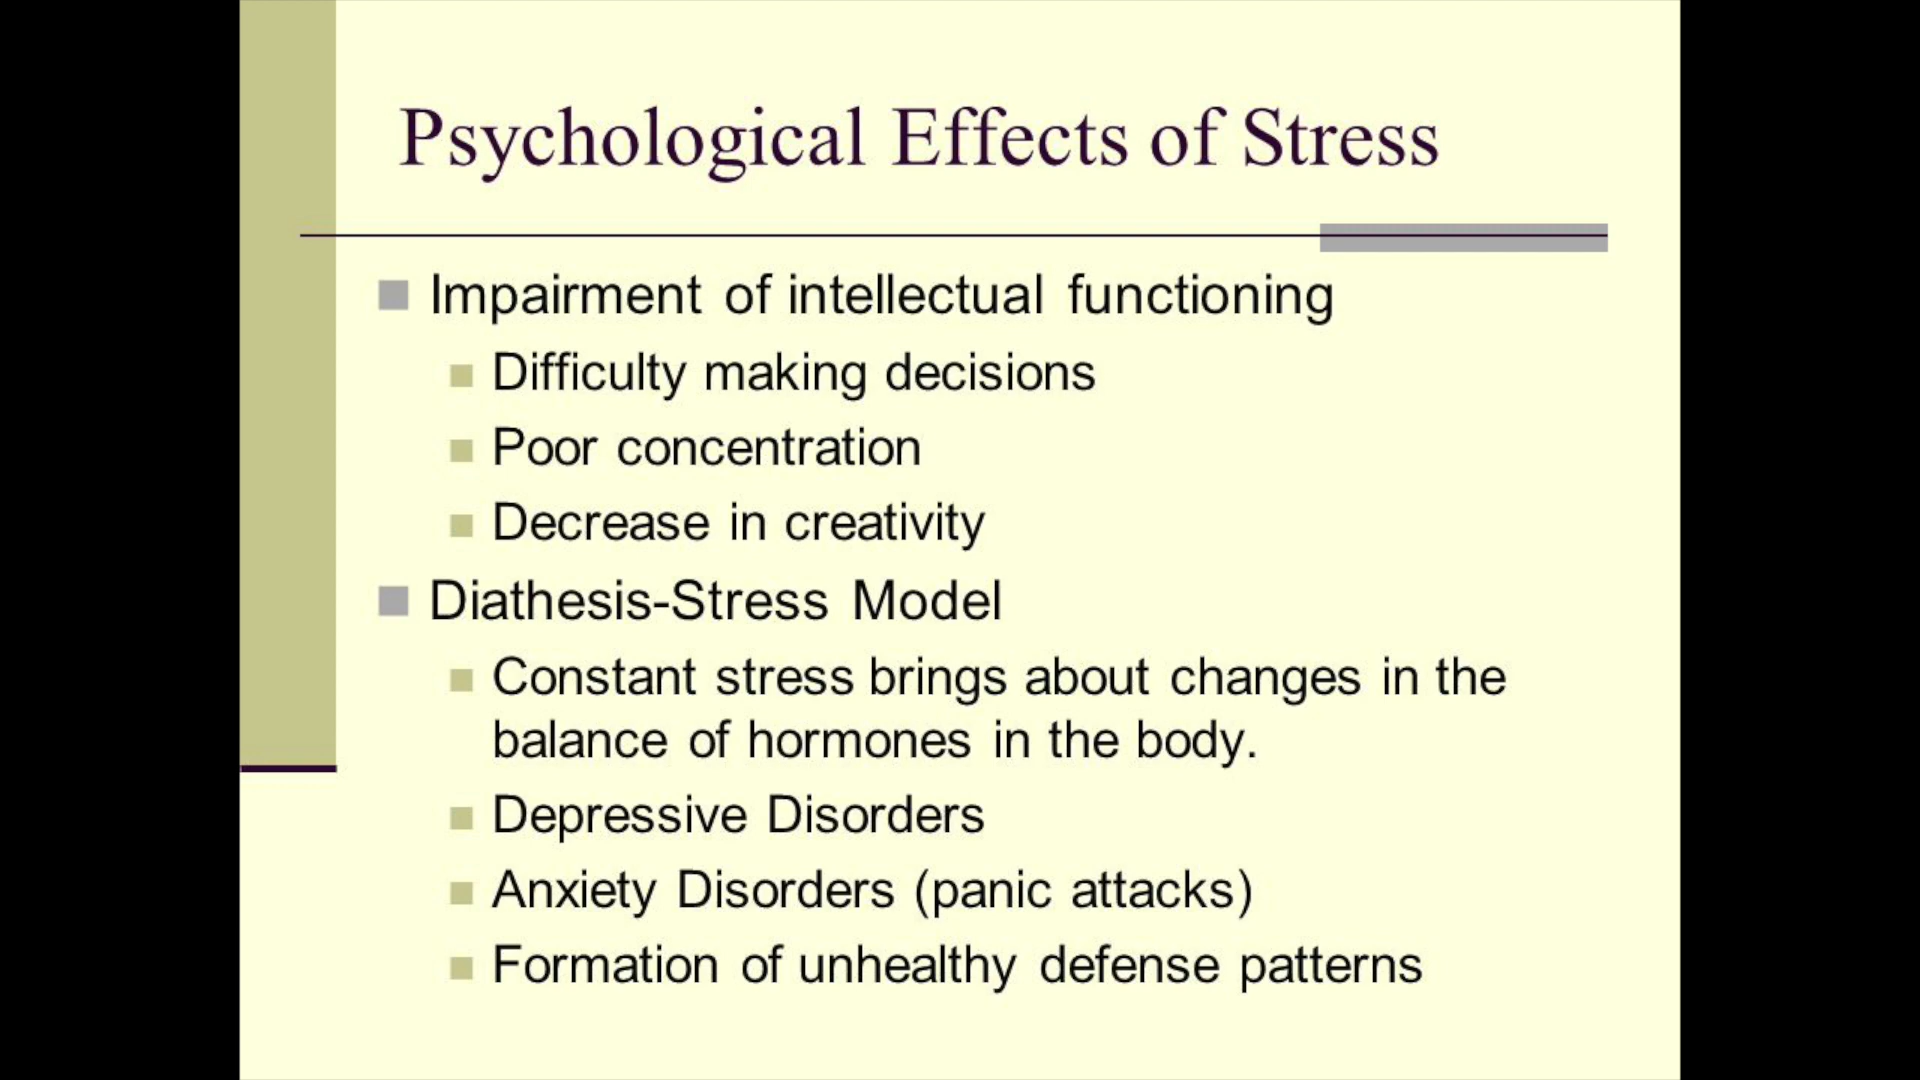 Psychological Effects of Stress
Impairment of intellectual functioning
Difficulty making decisions
Poor concentration
Decrease in creativity
Diathesis-Stress Model
Constant stress brings about changes in the
balance of hormones in the body.
Depressive Disorders
Anxiety Disorders (panic attacks)
Formation of unhealthy defense patterns